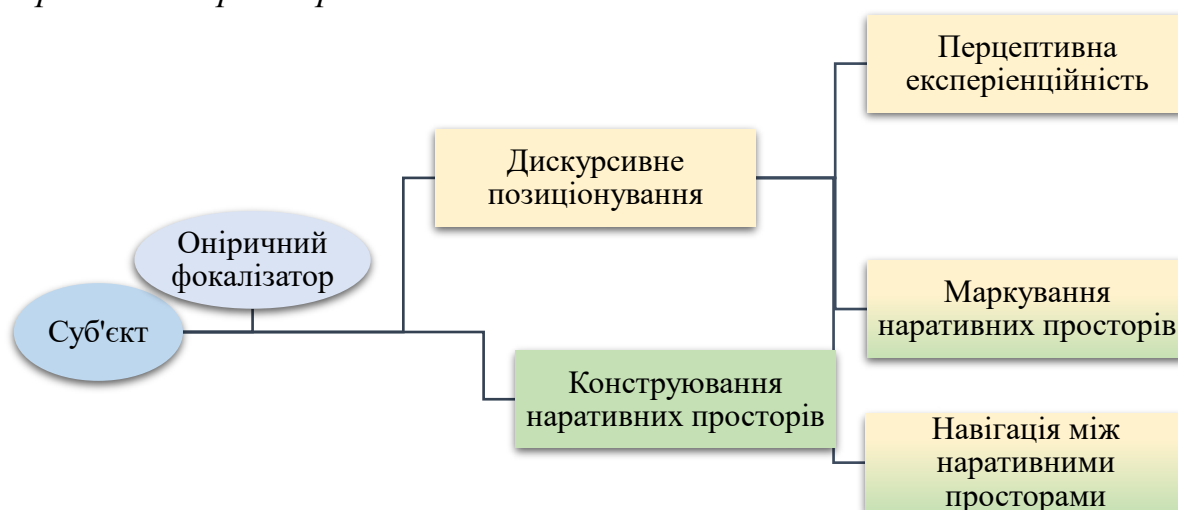 Перцептивна
експерієнційність
Дискурсивне
позиціонування
Оніричний
фокалізатор
Суб'єкт
Маркування
наративних просторів
Конструювання
наративних просторів
Навігація між
наративними
просторами